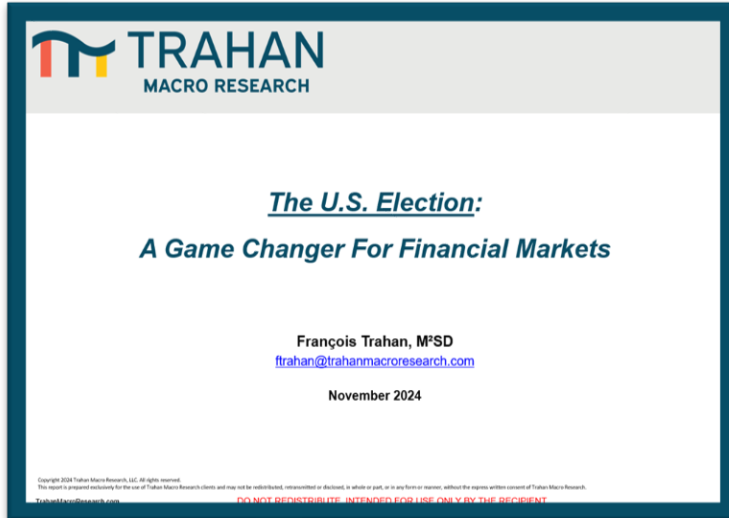 TRAHAN
MACRO RESEARCH
The U.S. Election:
A Game Changer For Financial Markets
François Trahan, M²SD
ftrahan@trahanmacroresearch.com
November 2024
Copyright 2024 Trahan Macro Research, LLC. All rights reserved.
This report is prepared exclusively for the use of Trahan Macro Research clients and may not be redistributed, retransmitted or disclosed, in whole or part, or in any form or manner, without the express written consent of Trahan Macro Research.
TrahanMacroResearch.com DO NOT REDISTRIBUTE. INTENDED FOR USE ONLY BY THE RECIPIENT